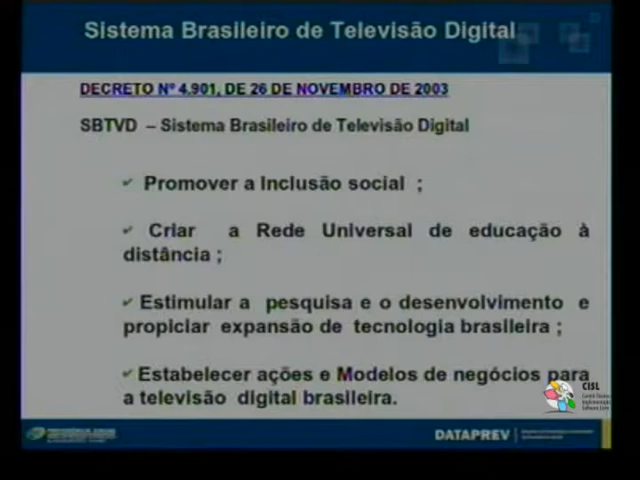 Sistema Brasileiro de Televisão Digital
DECRETO Nº 4.901, DE 26 DE NOVEMBRO DE 2003
SBTVD – Sistema Brasileiro de Televisão Digital
✓ Promover a Inclusão social ;
✓ Criar a Rede Universal de educação à
distância ;
✓ Estimular a pesquisa e o desenvolvimento e
propiciar expansão de tecnologia brasileira ;
✓ Estabelecer ações e Modelos de negócios para
a televisão digital brasileira.
CISL
DATAPREV